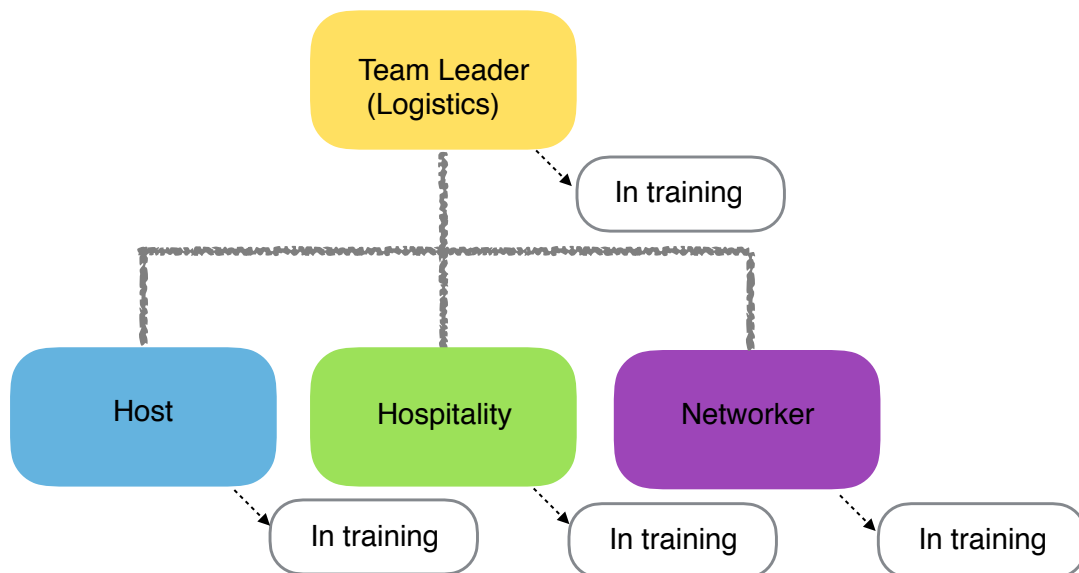 Team Leader
(Logistics)
In training
Host
Hospitality
Networker
In training
In training
In training